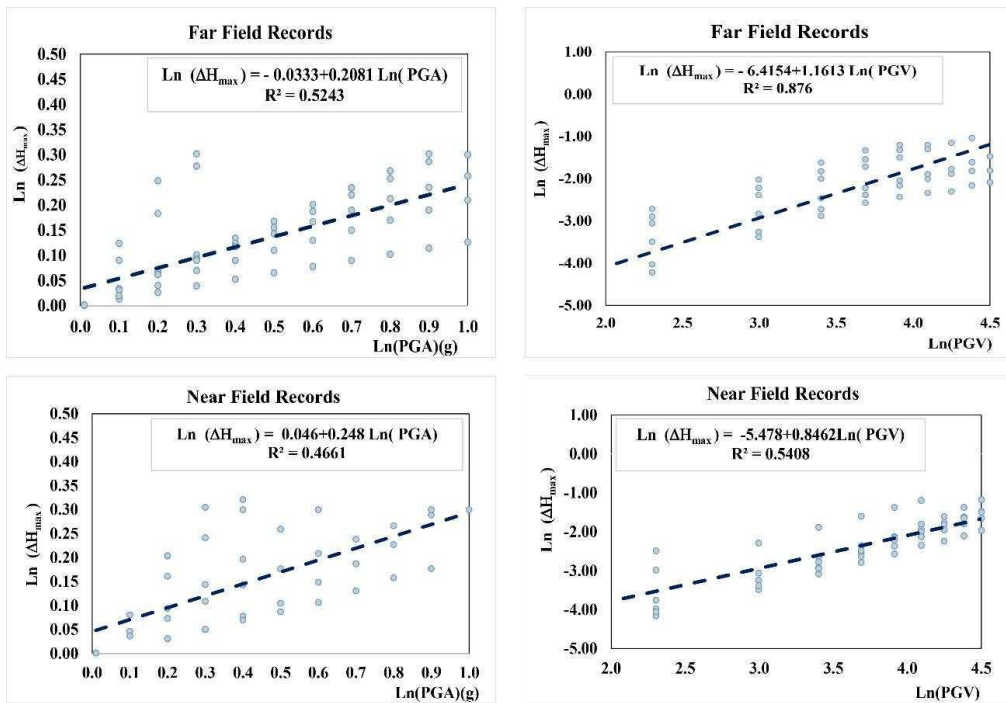 Far Field Records
Ln (ΔHmax) = - 0.0333+0.2081 Ln( PGA)
R² = 0.5243
Ln (ΔHmax)
0.50
0.45
0.40
0.35
0.30
0.25
0.20
0.15
0.10
0.05
0.00
0.0 0.1 0.2 0.3 0.4 0.5 0.6 0.7 0.8 0.9 1.0
Ln(PGA)(g)
Far Field Records
Ln (ΔHmax) = - 6.4154+1.1613 Ln( PGV)
R² = 0.876
Ln (ΔHmax)
1.00
0.00
-1.00
-2.00
-3.00
-4.00
-5.00
2.0 3.0 3.5 4.0 4.5
Ln(PGV)
Near Field Records
Ln (ΔHmax) = 0.046+0.248 Ln( PGA)
R² = 0.4661
Ln (ΔHmax)
0.50
0.45
0.40
0.35
0.30
0.25
0.20
0.15
0.10
0.05
0.00
0.0 0.1 0.2 0.3 0.4 0.5 0.6 0.7 0.8 0.9 1.0
Ln(PGA)(g)
Near Field Records
Ln (ΔHmax) = -5.478+0.8462Ln( PGV)
R² = 0.5408
Ln (ΔHmax)
1.00
0.00
-1.00
-2.00
-3.00
-4.00
-5.00
2.0 3.0 3.5 4.0 4.5
Ln(PGV)